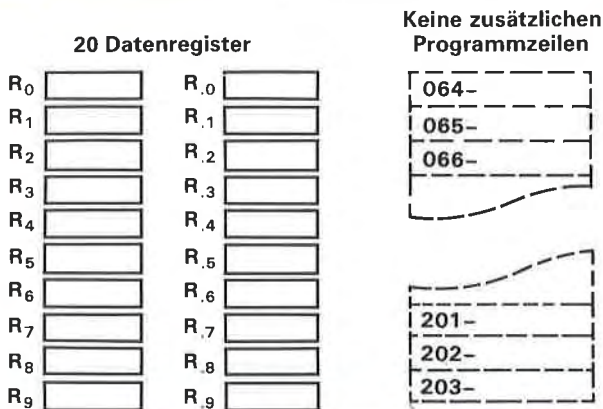 20 Datenregister
Keine zusätzlichen
Programmzeilen
R0 R.0
R1 R.1
R2 R.2
R3 R.3
R4 R.4
R5 R.5
R6 R.6
R7 R.7
R8 R.8
R9 R.9
064–
065–
066–
201–
202–
203–